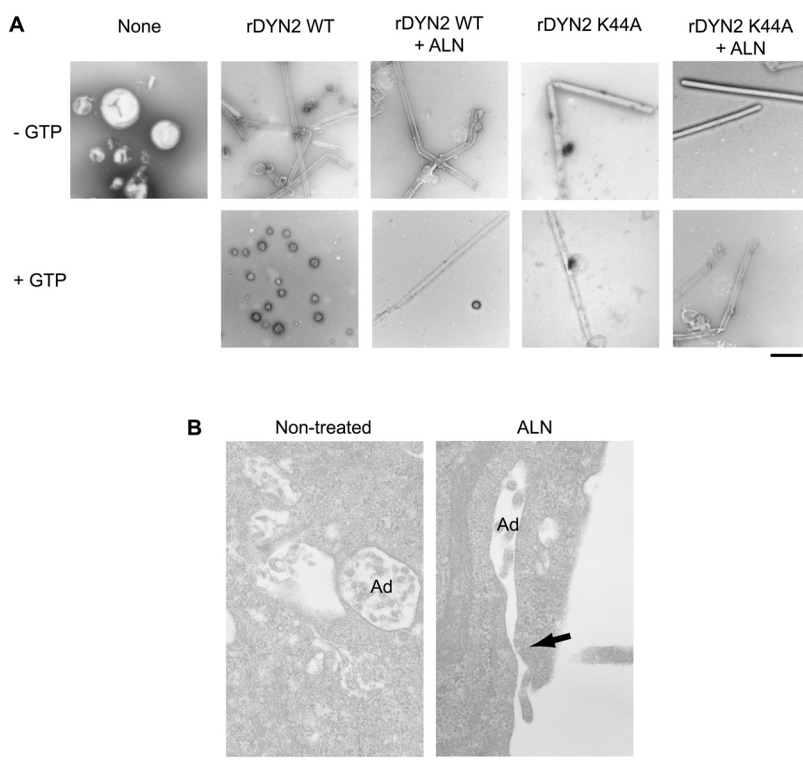 A
None
rDYN2 WT
rDYN2 WT
+ ALN
rDYN2 K44A
rDYN2 K44A
+ ALN
- GTP
+ GTP
B
Non-treated
ALN
Ad
Ad